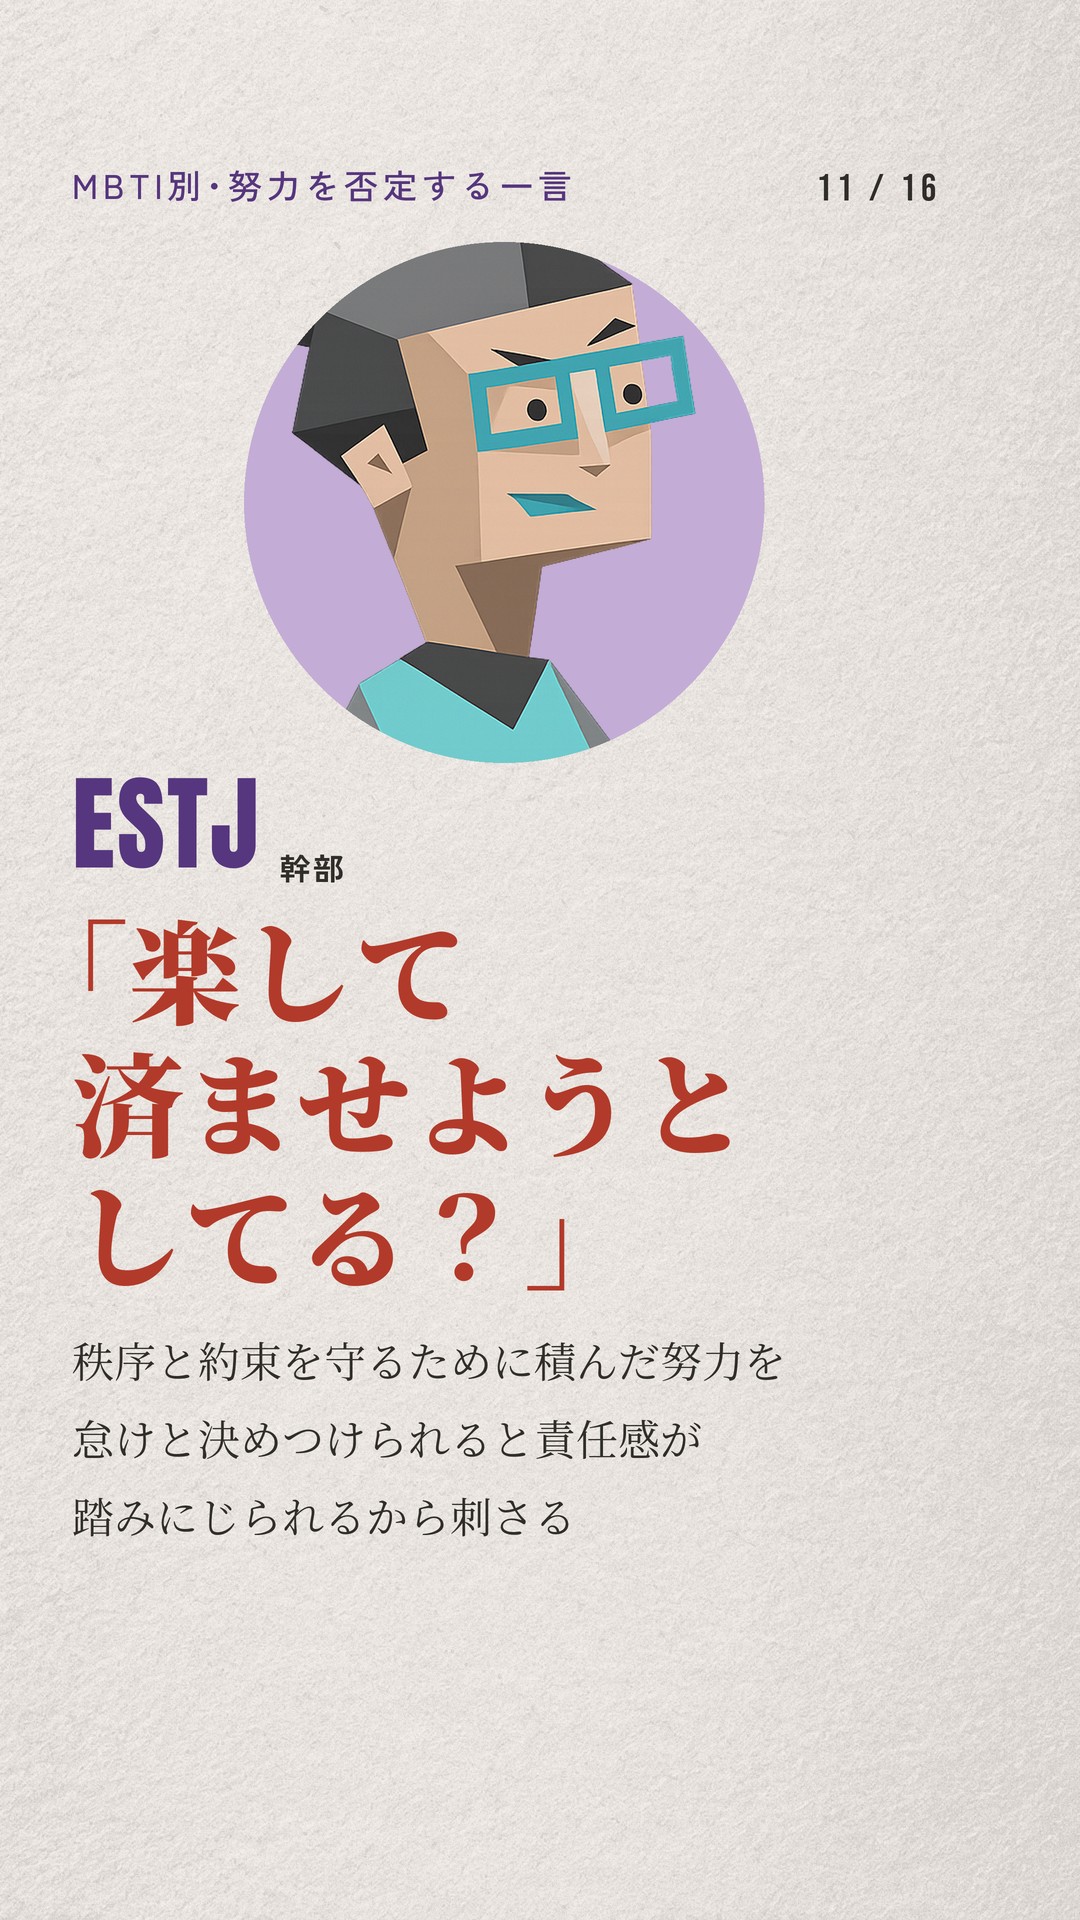 MBTI別・努力を否定する一言
11 / 16
ESTJ 幹部
「楽して
済ませようと
してる？」
秩序と約束を守るために積んだ努力を
怠けと決めつけられると責任感が
踏みにじられるから刺さる